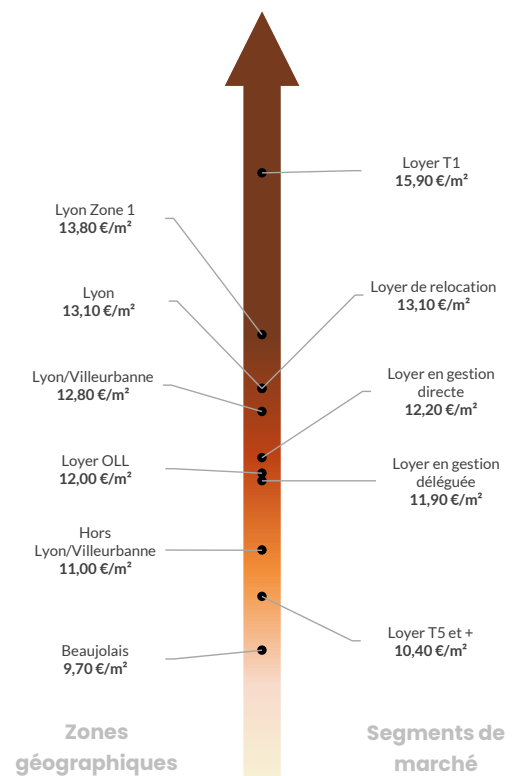 Loyer T1
15,90 €/m²
Lyon Zone 1
13,80 €/m²
Lyon
13,10 €/m²
Loyer de relocation
13,10 €/m²
Lyon/Villeurbanne
12,80 €/m²
Loyer en gestion
directe
12,20 €/m²
Loyer OLL
12,00 €/m²
Loyer en gestion
déléguée
11,90 €/m²
Hors
Lyon/Villeurbanne
11,00 €/m²
Loyer T5 et +
10,40 €/m²
Beaujolais
9,70 €/m²
Zones
géographiques
Segments de
marché